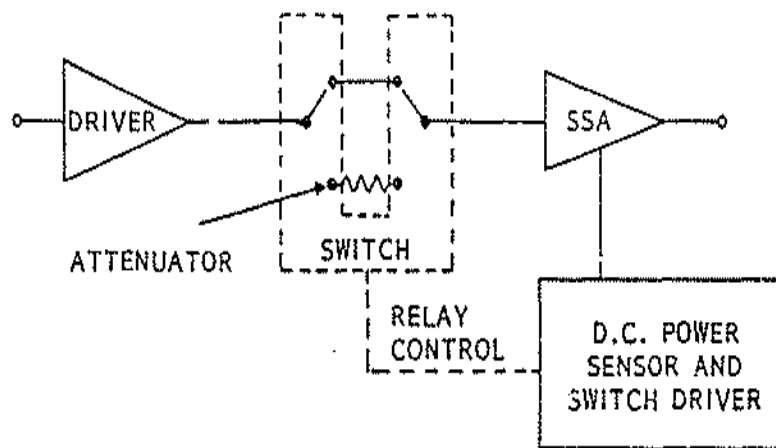 DRIVER
SSA
ATTENUATOR
SWITCH
RELAY
CONTROL
D.C. POWER
SENSOR AND
SWITCH DRIVER